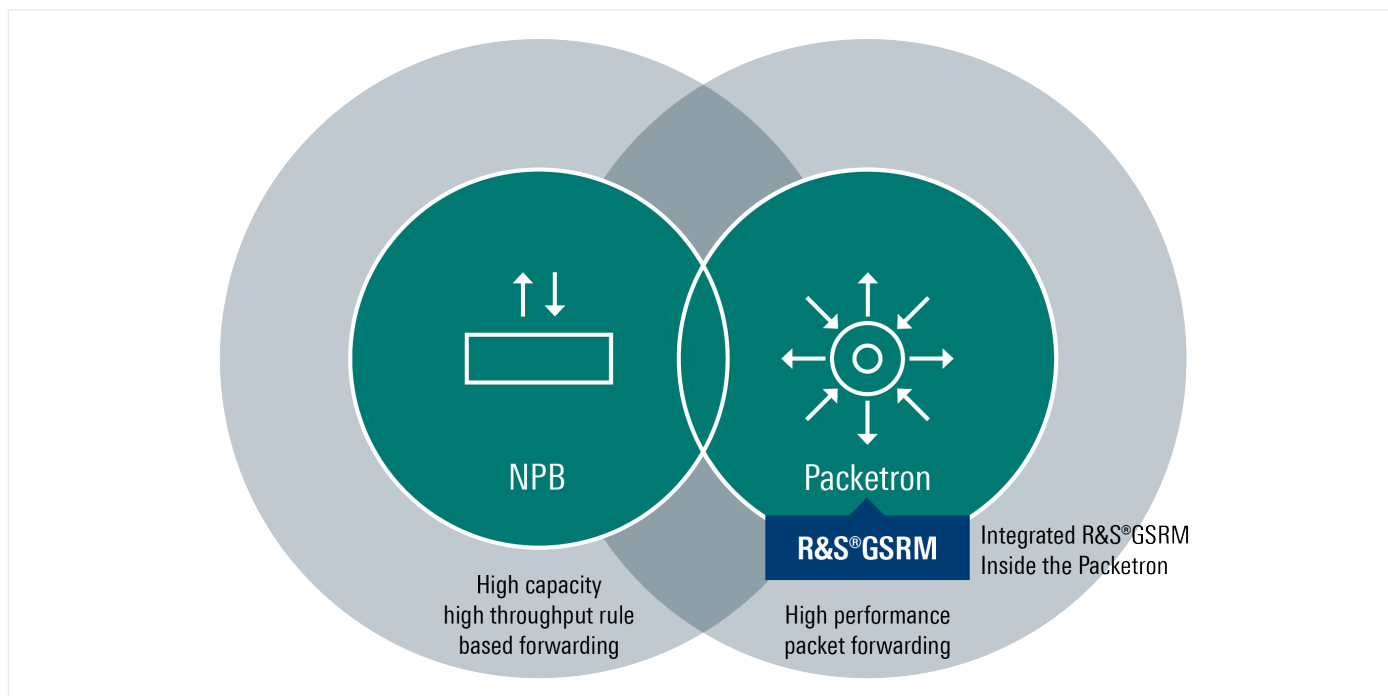 NPB
High capacity
high throughput rule
based forwarding
Packetron
R&S®GSRM
Integrated R&S®GSRM
Inside the Packetron
High performance
packet forwarding